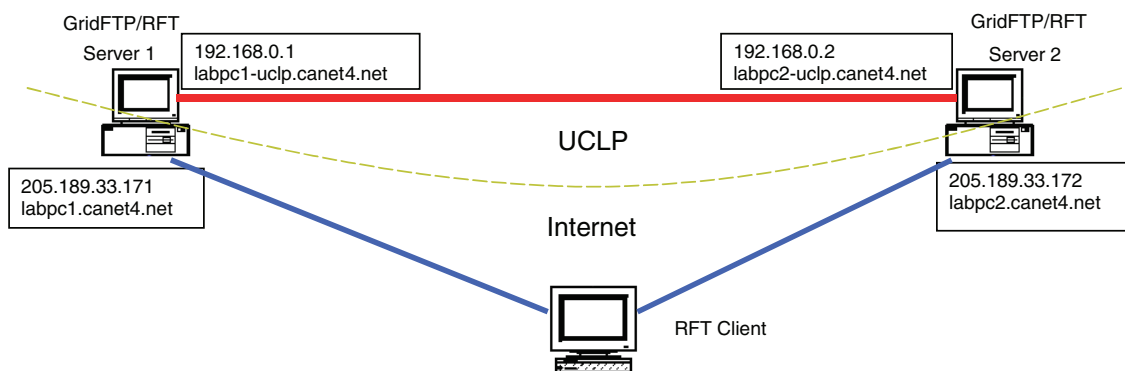 GridFTP/RFT
Server 1
192.168.0.1
labpc1-uclp.canet4.net
192.168.0.2
labpc2-uclp.canet4.net
GridFTP/RFT
Server 2
UCLP
205.189.33.171
labpc1.canet4.net
205.189.33.172
labpc2.canet4.net
Internet
RFT Client